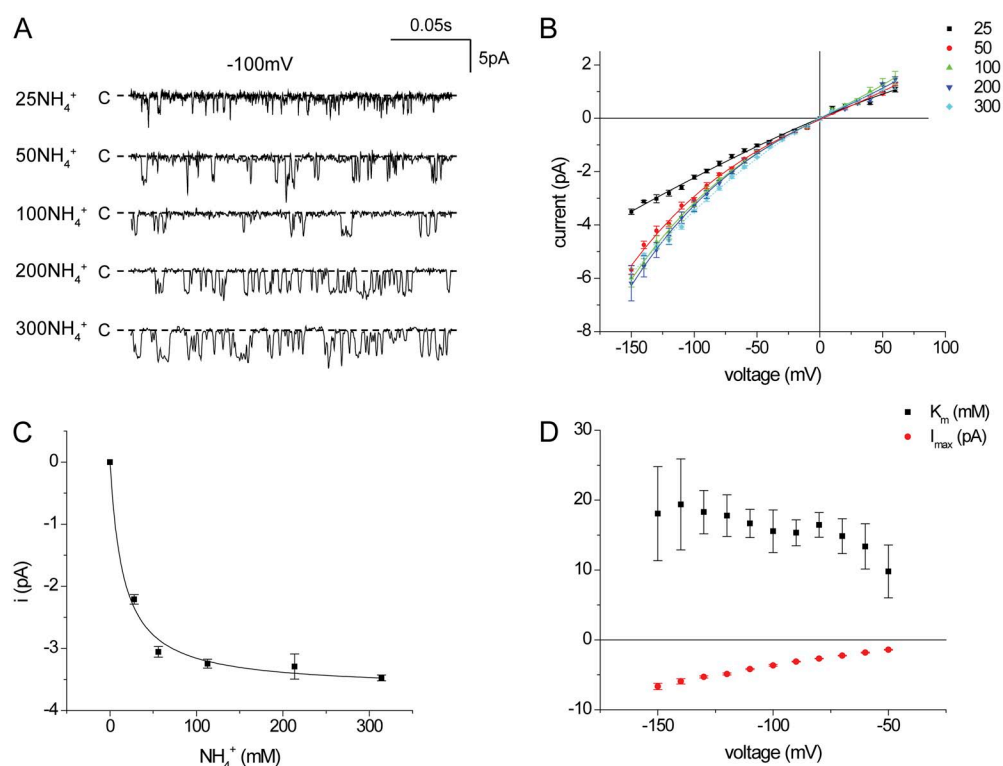 A
0.05s
5pA
-100mV
25NH₄⁺ C
50NH₄⁺ C
100NH₄⁺ C
200NH₄⁺ C
300NH₄⁺ C
B
25
50
100
200
300
2
0
-2
-4
-6
-8
current (pA)
-150 -100 -50 0 50 100
voltage (mV)
C
0
-1
-2
-3
-4
i (pA)
0 100 200 300
NH₄⁺ (mM)
D
Kₘ (mM)
Iₘₐₓ (pA)
30
20
10
0
-10
-150 -100 -50
voltage (mV)